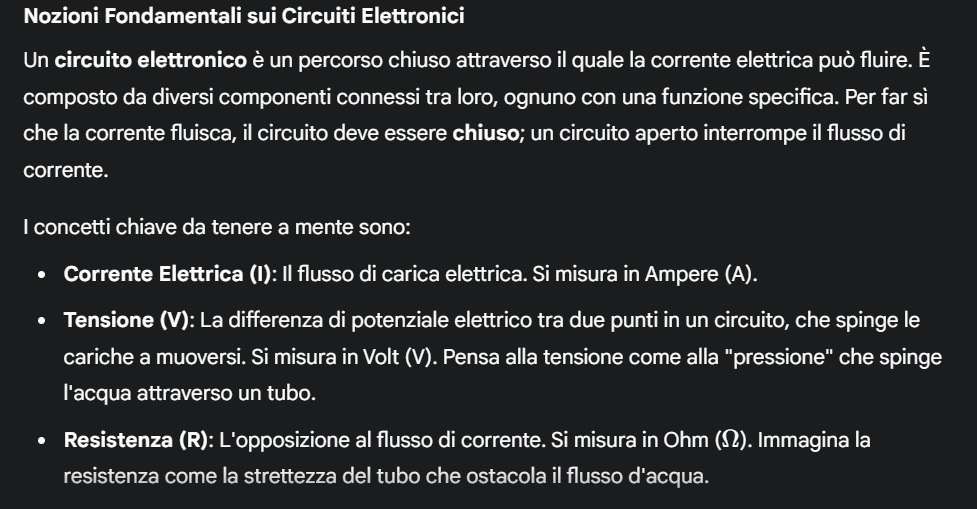 Nozioni Fondamentali sui Circuiti Elettronici
Un circuito elettronico è un percorso chiuso attraverso il quale la corrente elettrica può fluire. È
composto da diversi componenti connessi tra loro, ognuno con una funzione specifica. Per far sì
che la corrente fluisca, il circuito deve essere chiuso; un circuito aperto interrompe il flusso di
corrente.
I concetti chiave da tenere a mente sono:
• Corrente Elettrica (I): Il flusso di carica elettrica. Si misura in Ampere (A).
• Tensione (V): La differenza di potenziale elettrico tra due punti in un circuito, che spinge le
cariche a muoversi. Si misura in Volt (V). Pensa alla tensione come alla "pressione" che spinge
l'acqua attraverso un tubo.
• Resistenza (R): L'opposizione al flusso di corrente. Si misura in Ohm (Ω). Immagina la
resistenza come la strettezza del tubo che ostacola il flusso d'acqua.